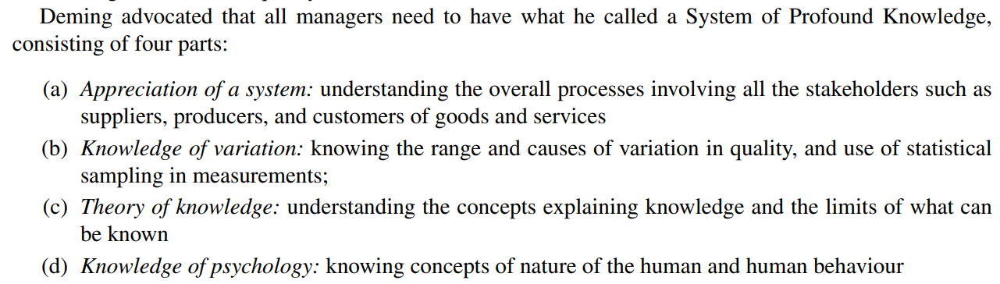 Deming advocated that all managers need to have what he called a System of Profound Knowledge,
consisting of four parts:
(a) Appreciation of a system: understanding the overall processes involving all the stakeholders such as
suppliers, producers, and customers of goods and services
(b) Knowledge of variation: knowing the range and causes of variation in quality, and use of statistical
sampling in measurements;
(c) Theory of knowledge: understanding the concepts explaining knowledge and the limits of what can
be known
(d) Knowledge of psychology: knowing concepts of nature of the human and human behaviour